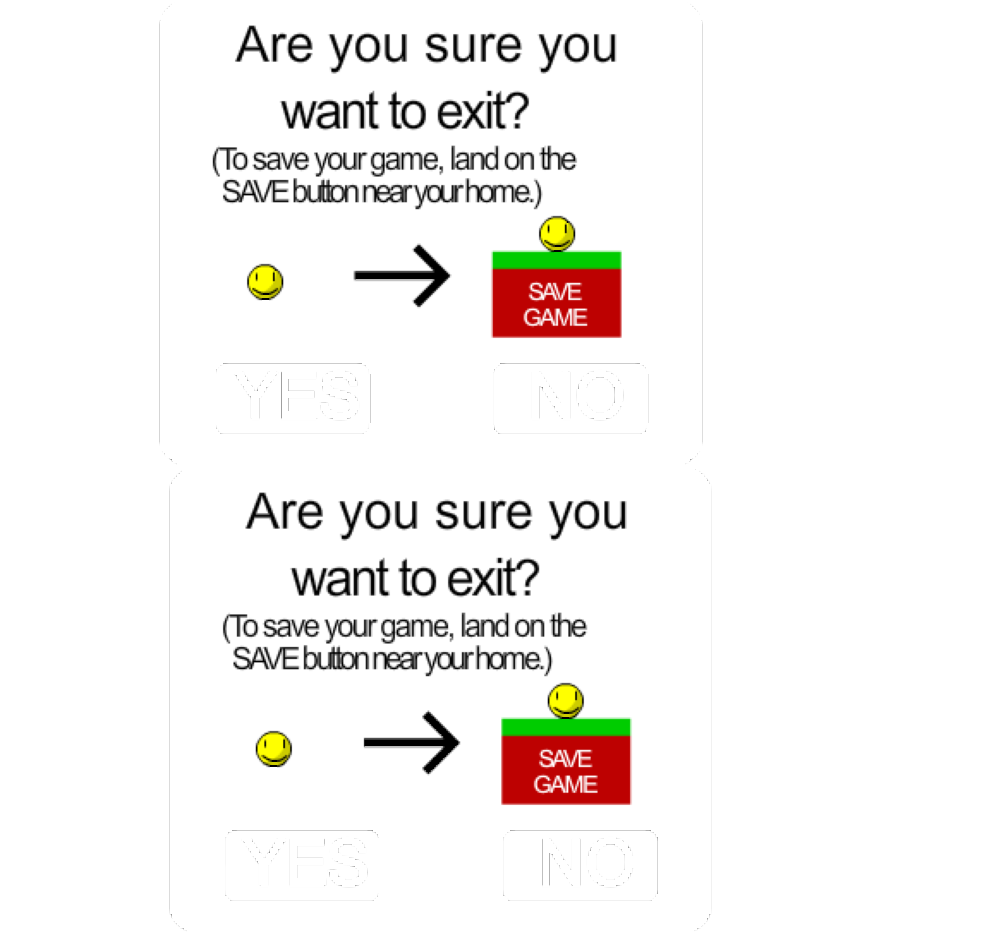 Are you sure you
want to exit?
(To save your game, land on the
SAVE button near your home.)
SAVE
GAME
YES
NO
Are you sure you
want to exit?
(To save your game, land on the
SAVE button near your home.)
SAVE
GAME
YES
NO